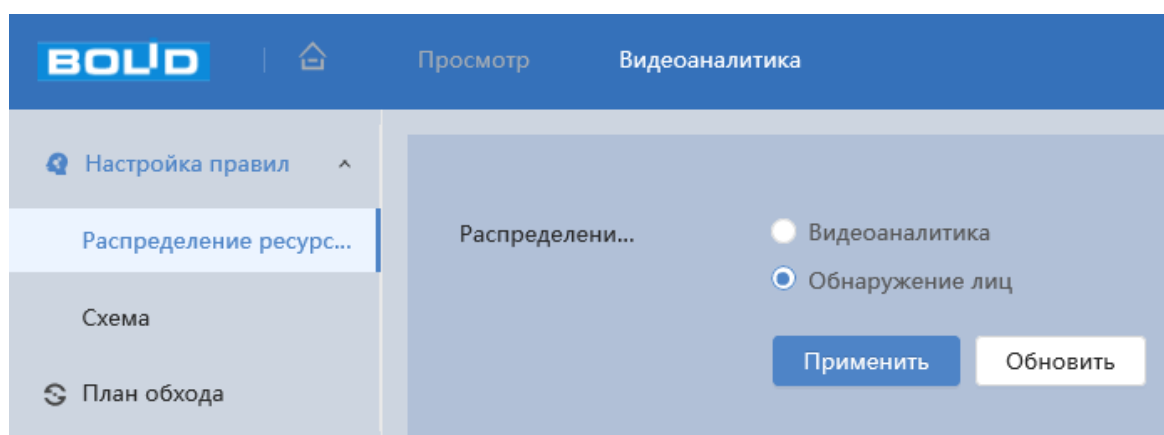 BOLID Просмотр Видеоаналитика
Настройка правил
Распределение ресурс... Распределени... Видеоаналитика
Обнаружение лиц
Схема
Применить Обновить
План обхода